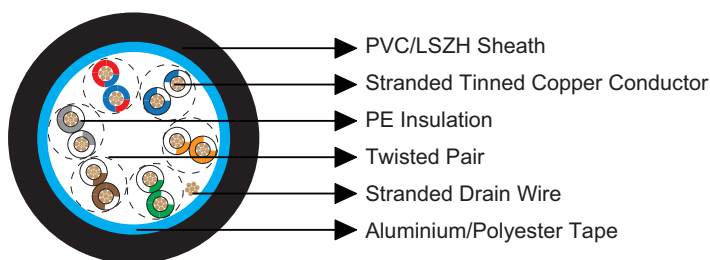 PVC/LSZH Sheath
Stranded Tinned Copper Conductor
PE Insulation
Twisted Pair
Stranded Drain Wire
Aluminium/Polyester Tape